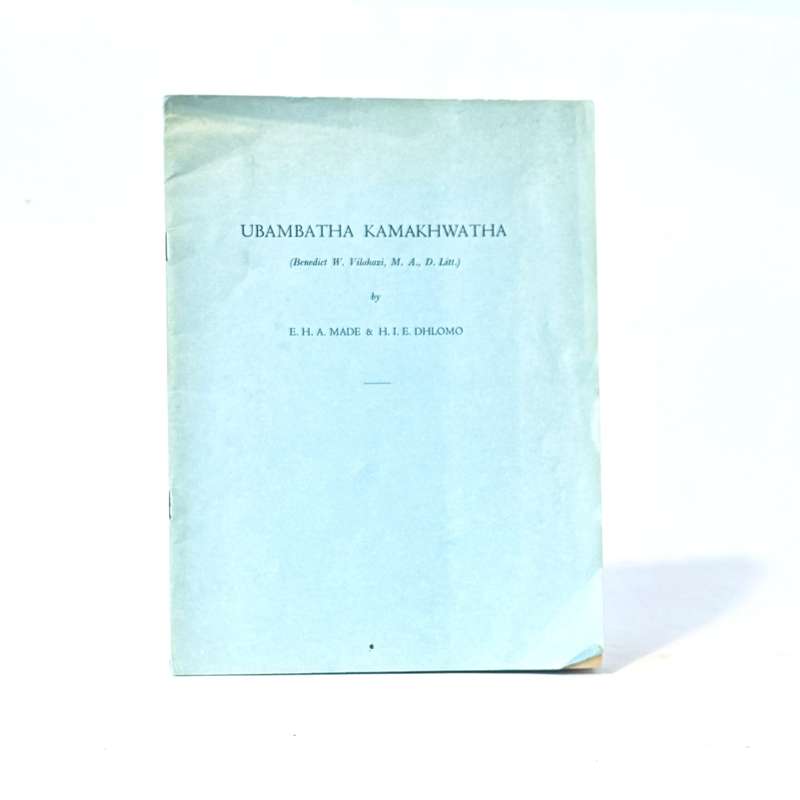 UBAMBATHA KAMAKHWATHA
(Benedict W. Vilakazi, M. A., D. Litt.)
by
E. H. A. MADE & H. I. E. DHLOMO